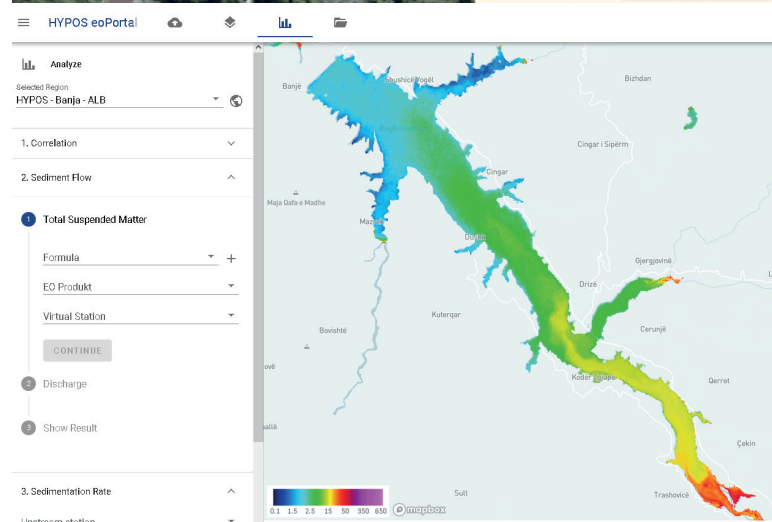 HYPOS eoPortal
Analyze
Selected Region
HYPOS - Banja - ALB
1. Correlation
2. Sediment Flow
1 Total Suspended Matter
Formula
EO Produkt
Virtual Station
CONTINUE
2 Discharge
3 Show Result
3. Sedimentation Rate
Upstream station
Banjë
Bizhdan
Cingar i Sipërm
Cingar
Maja Qafa e Madhe
Gjergjovinë
Drizë
Kuterqar
Bovishtë
Cerunjë
Qerret
Çekin
Sult
Trashovicë
0.1 1.5 2.5 15 50 350 650
mapbox